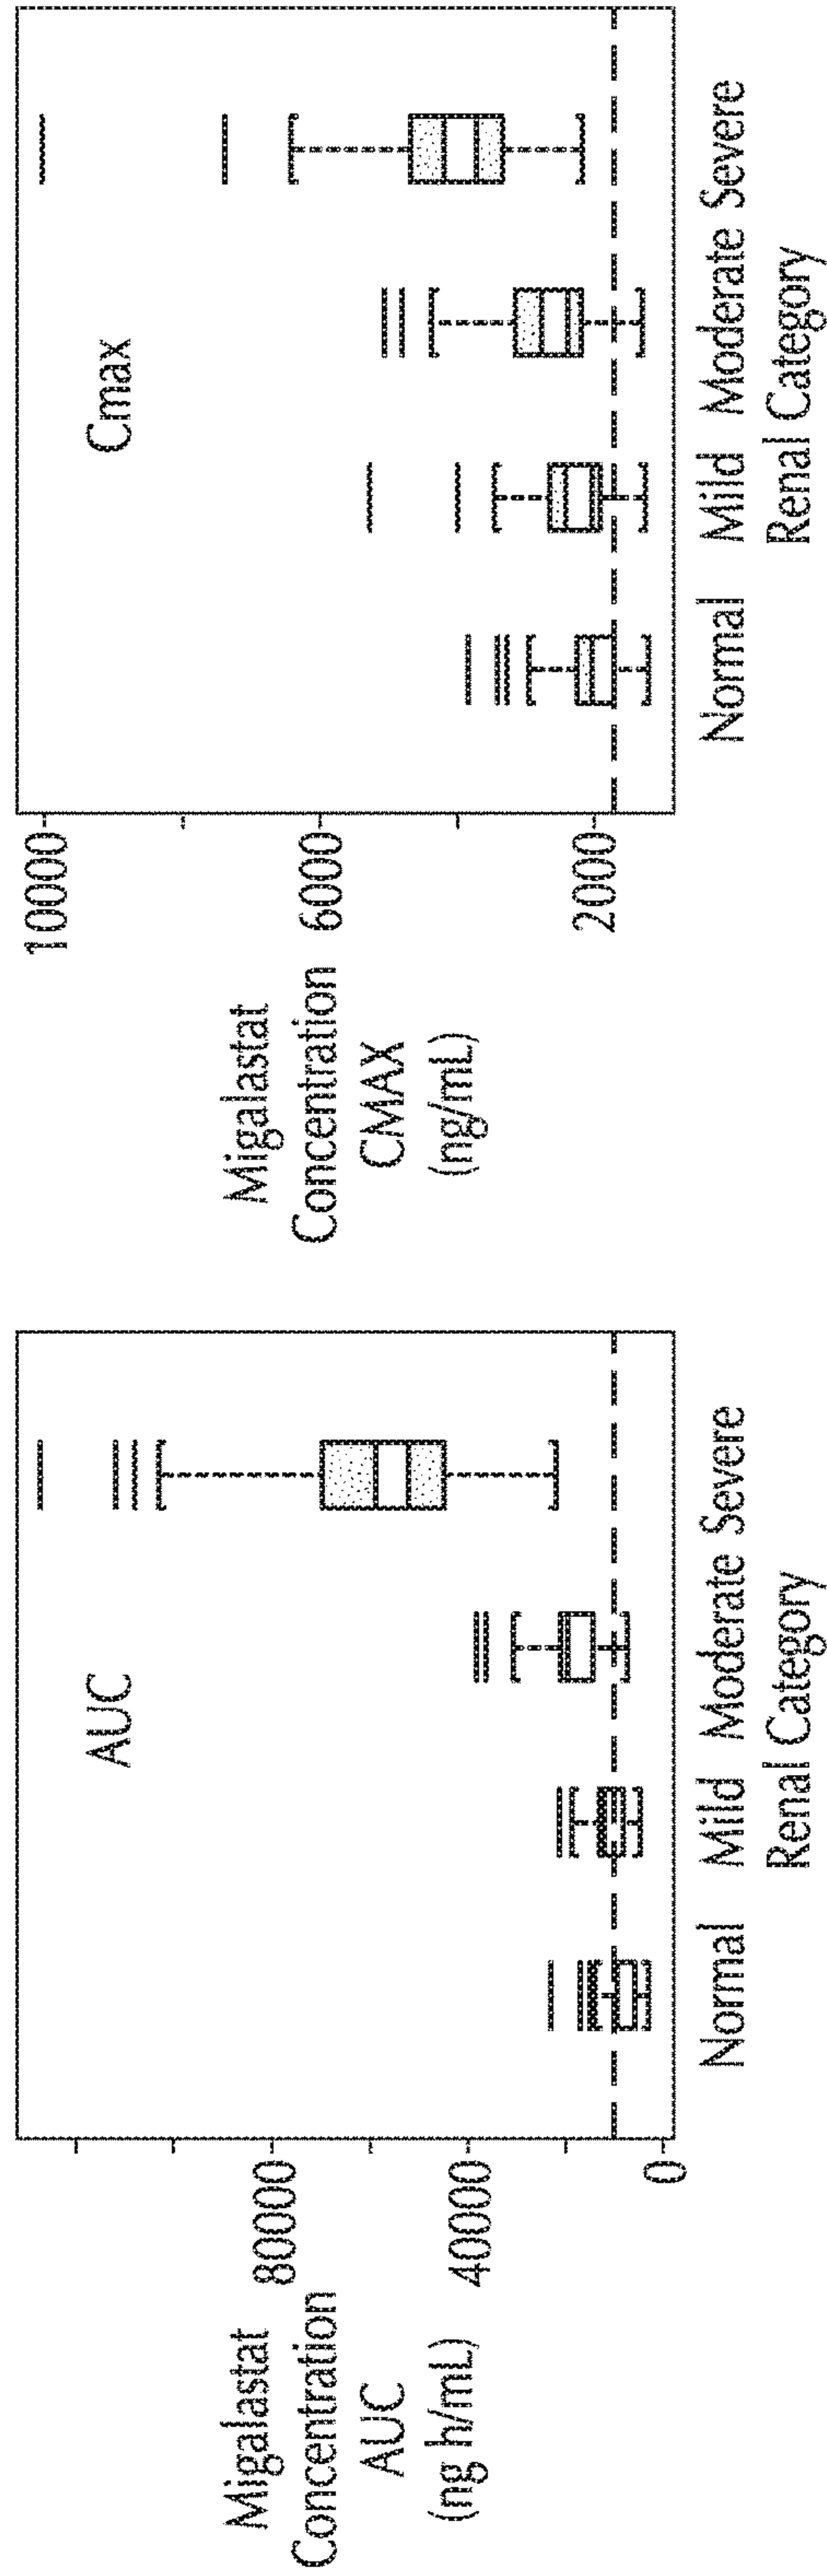 AUC
Migalastat
Concentration
AUC
(ng h/mL)
80000
40000
0
Normal Mild Moderate Severe
Renal Category
Cmax
Migalastat
Concentration
CMAX
(ng/mL)
10000
6000
2000
Normal Mild Moderate Severe
Renal Category